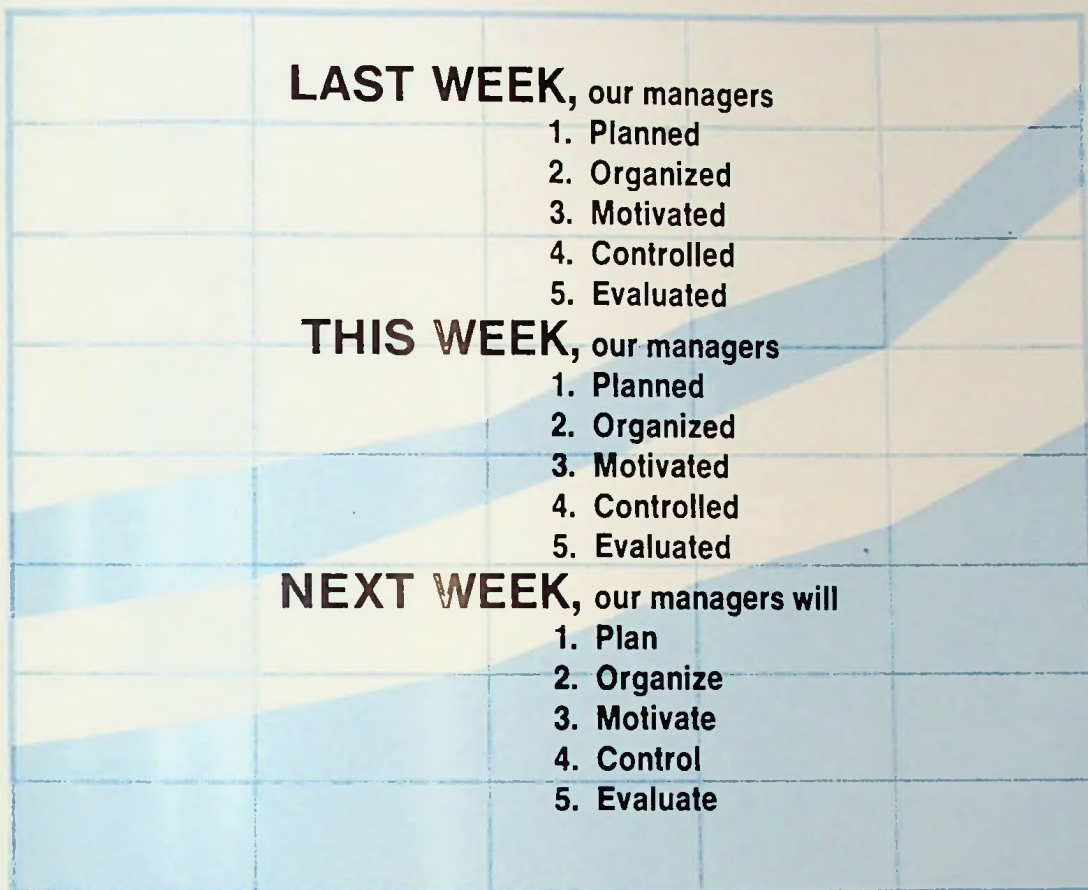 LAST WEEK, our managers
1. Planned
2. Organized
3. Motivated
4. Controlled
5. Evaluated
THIS WEEK, our managers
1. Planned
2. Organized
3. Motivated
4. Controlled
5. Evaluated
NEXT WEEK, our managers will
1. Plan
2. Organize
3. Motivate
4. Control
5. Evaluate